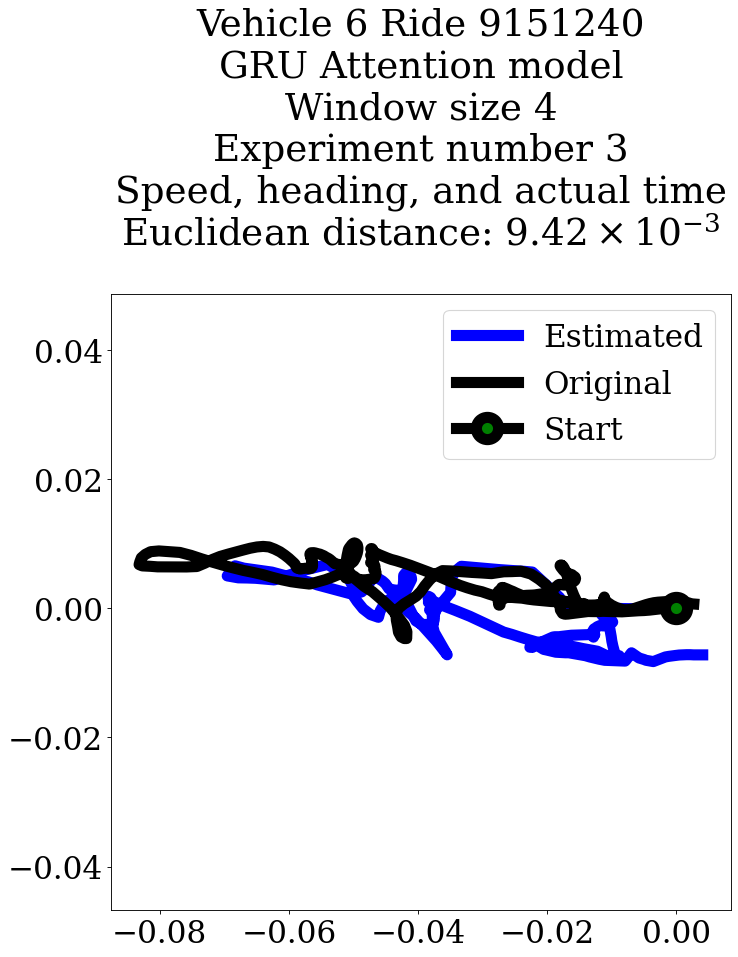 Vehicle 6 Ride 9151240
GRU Attention model
Window size 4
Experiment number 3
Speed, heading, and actual time
Euclidean distance: 9.42 × 10⁻³
Estimated
Original
Start
0.04
0.02
0.00
−0.02
−0.04
−0.08 −0.06 −0.04 −0.02 0.00